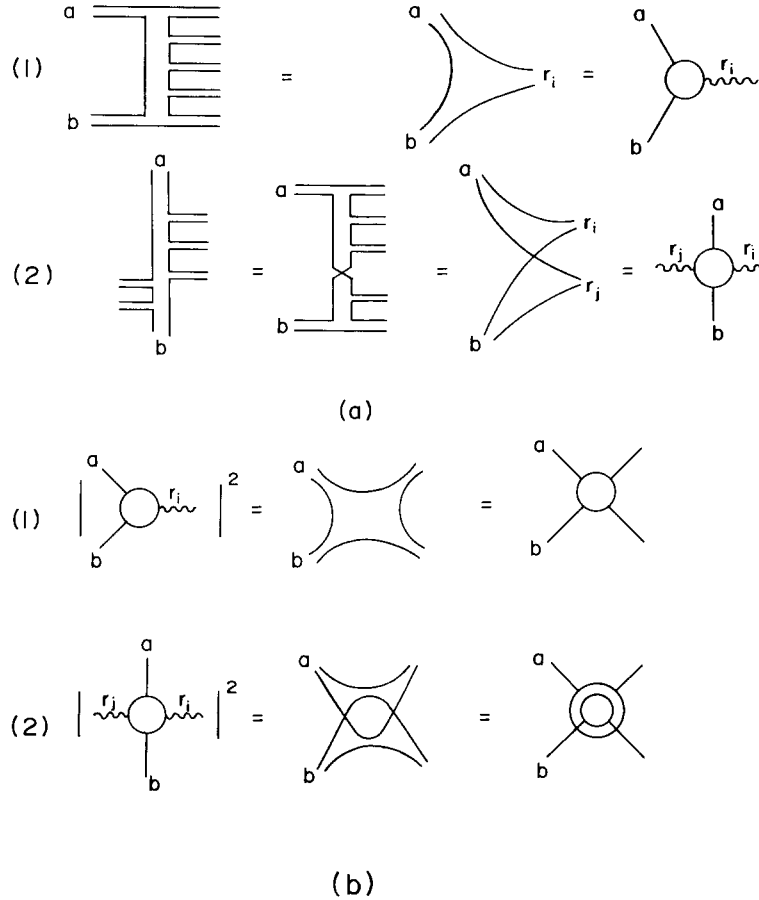 (1) a b = a b r_i = a b r_i
(2) a b = a b = a b r_i r_j = a r_j r_i b
(a)
(1) | a b r_i |^2 = a b = a b
(2) | a r_j r_i b |^2 = a b = a b
(b)